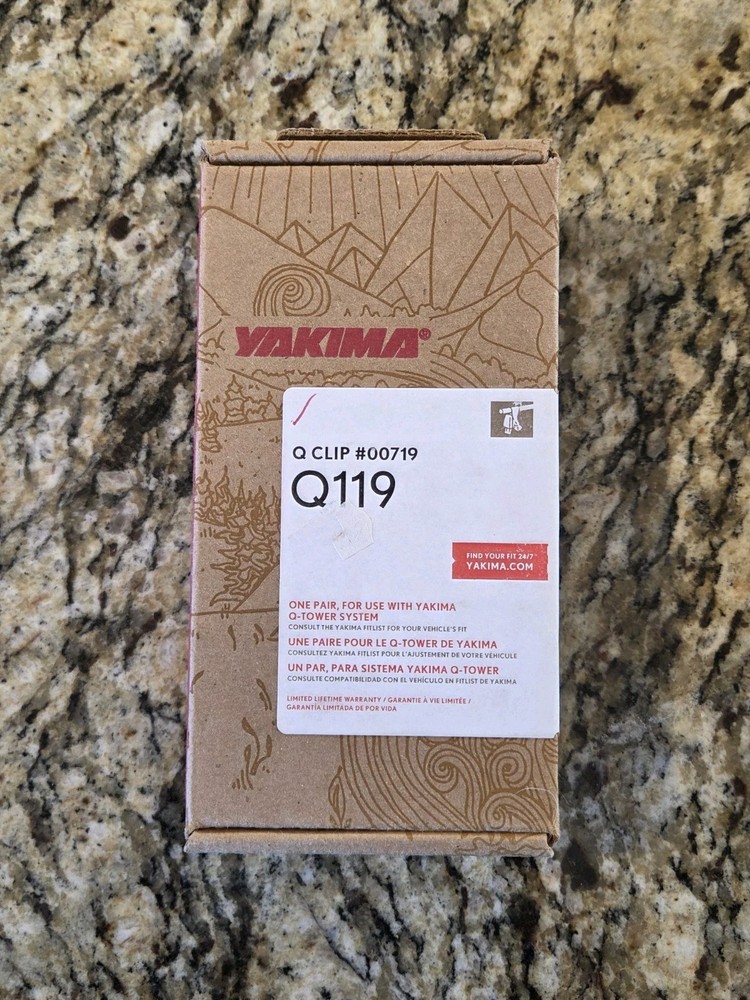 YAKIMA®
Q CLIP #00719
Q119
FIND YOUR FIT 24/7
YAKIMA.COM
ONE PAIR, FOR USE WITH YAKIMA
Q-TOWER SYSTEM
CONSULT THE YAKIMA FITLIST FOR YOUR VEHICLE'S FIT
UNE PAIRE POUR LE Q-TOWER DE YAKIMA
CONSULTEZ YAKIMA FITLIST POUR L'AJUSTEMENT DE VOTRE VÉHICULE
UN PAR, PARA SISTEMA YAKIMA Q-TOWER
CONSULTE COMPATIBILIDAD CON EL VEHÍCULO EN FITLIST DE YAKIMA
LIMITED LIFETIME WARRANTY / GARANTIE À VIE LIMITÉE /
GARANTÍA LIMITADA DE POR VIDA